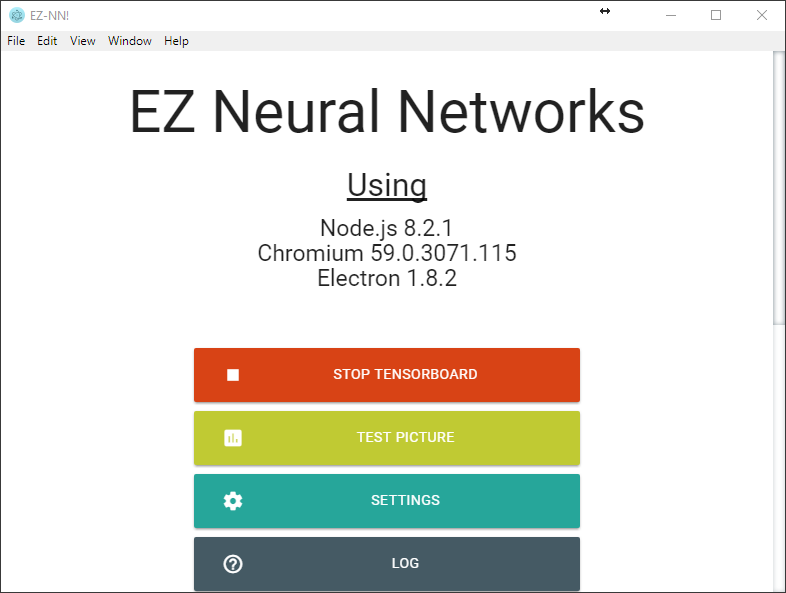 EZ-NN!
File Edit View Window Help
EZ Neural Networks
Using
Node.js 8.2.1
Chromium 59.0.3071.115
Electron 1.8.2
STOP TENSORBOARD
TEST PICTURE
SETTINGS
LOG